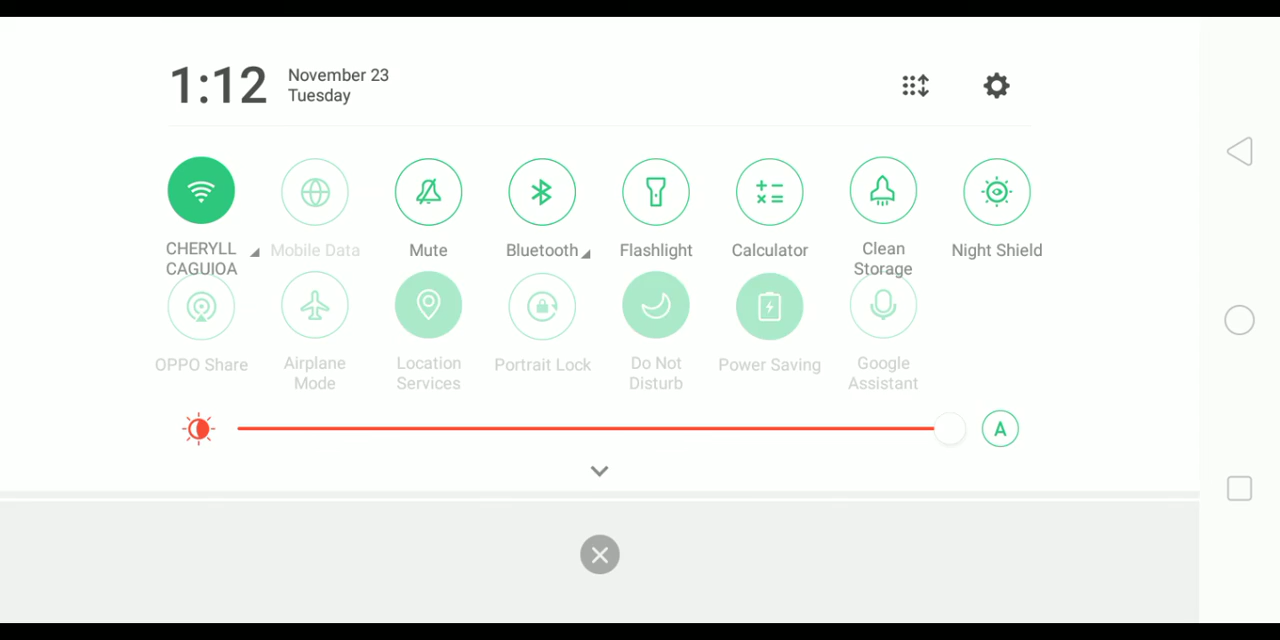 1:12
November 23
Tuesday
CHERYLL
CAGUIOA
Mobile Data
Mute
Bluetooth
Flashlight
Calculator
Clean
Storage
Night Shield
OPPO Share
Airplane
Mode
Location
Services
Portrait Lock
Do Not
Disturb
Power Saving
Google
Assistant
A